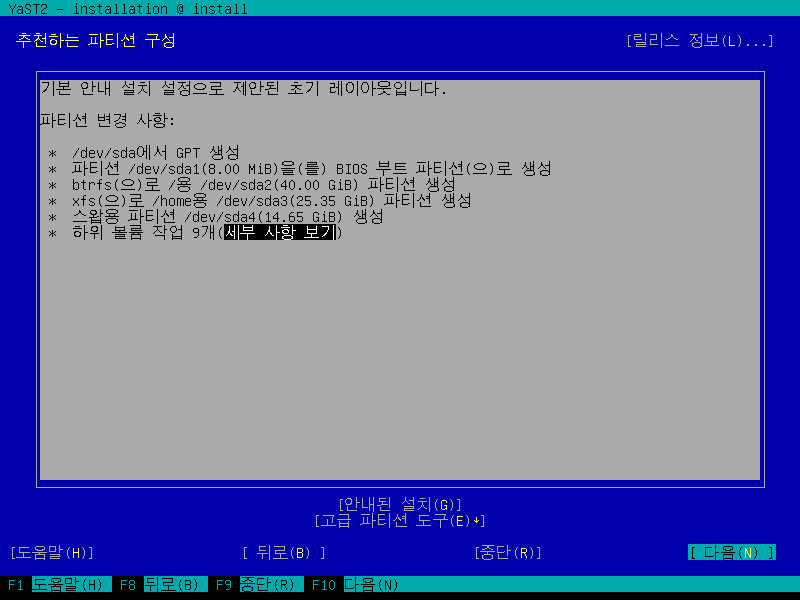 YaST2 - installation @ install
추천하는 파티션 구성 [릴리스 정보(L)...]
기본 안내 설치 설정으로 제안된 초기 레이아웃입니다.
파티션 변경 사항:
* /dev/sda에서 GPT 생성
* 파티션 /dev/sda1(8.00 MiB)을(를) BIOS 부트 파티션(으)로 생성
* btrfs(으)로 /용 /dev/sda2(40.00 GiB) 파티션 생성
* xfs(으)로 /home용 /dev/sda3(25.35 GiB) 파티션 생성
* 스왑용 파티션 /dev/sda4(14.65 GiB) 생성
* 하위 볼륨 작업 9개(세부 사항 보기)
[안내된 설치(G)]
[고급 파티션 도구(E)↓]
[도움말(H)] [ 뒤로(B) ] [중단(R)] [ 다음(N) ]
F1 도움말(H) F8 뒤로(B) F9 중단(R) F10 다음(N)